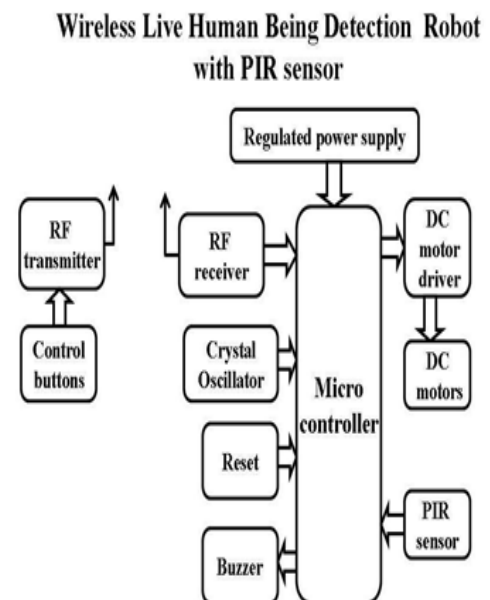 Wireless Live Human Being Detection Robot
with PIR sensor
Regulated power supply
RF
transmitter
Control
buttons
RF
receiver
Crystal
Oscillator
Reset
Buzzer
Micro
controller
DC
motor
driver
DC
motors
PIR
sensor